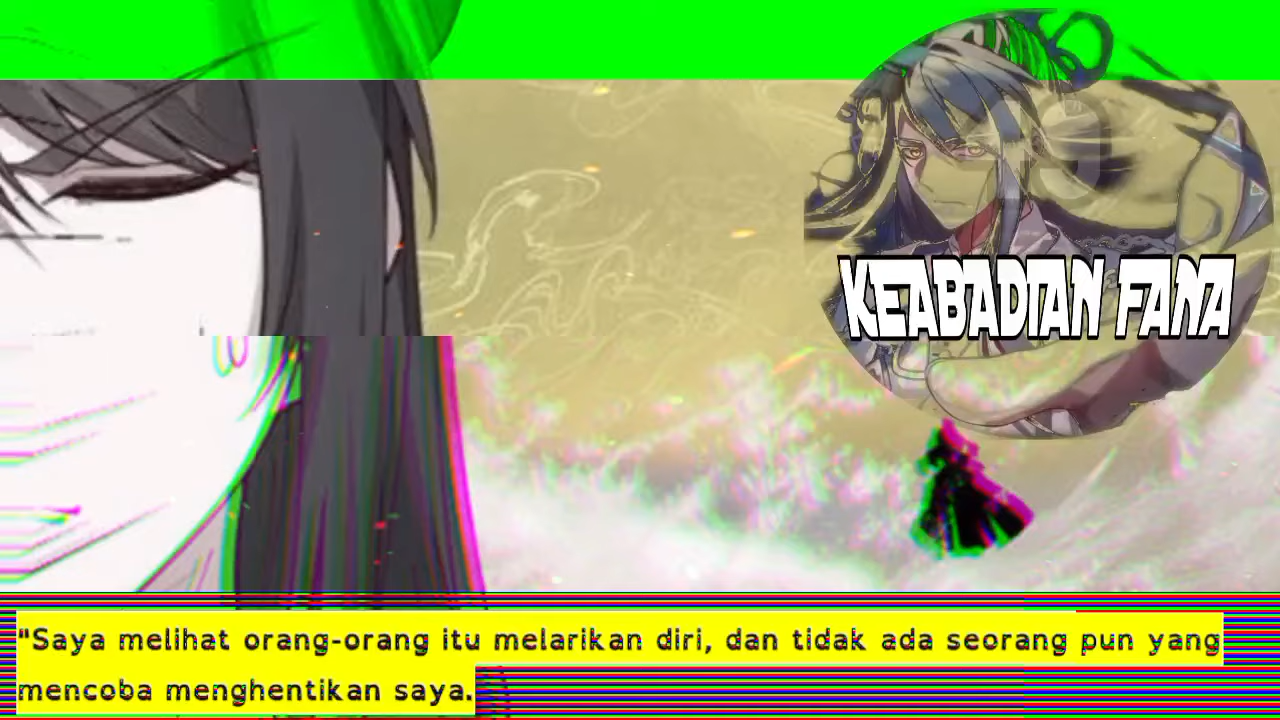 KEABADIAN FANA
"Saya melihat orang-orang itu melarikan diri, dan tidak ada seorang pun yang
mencoba menghentikan saya.